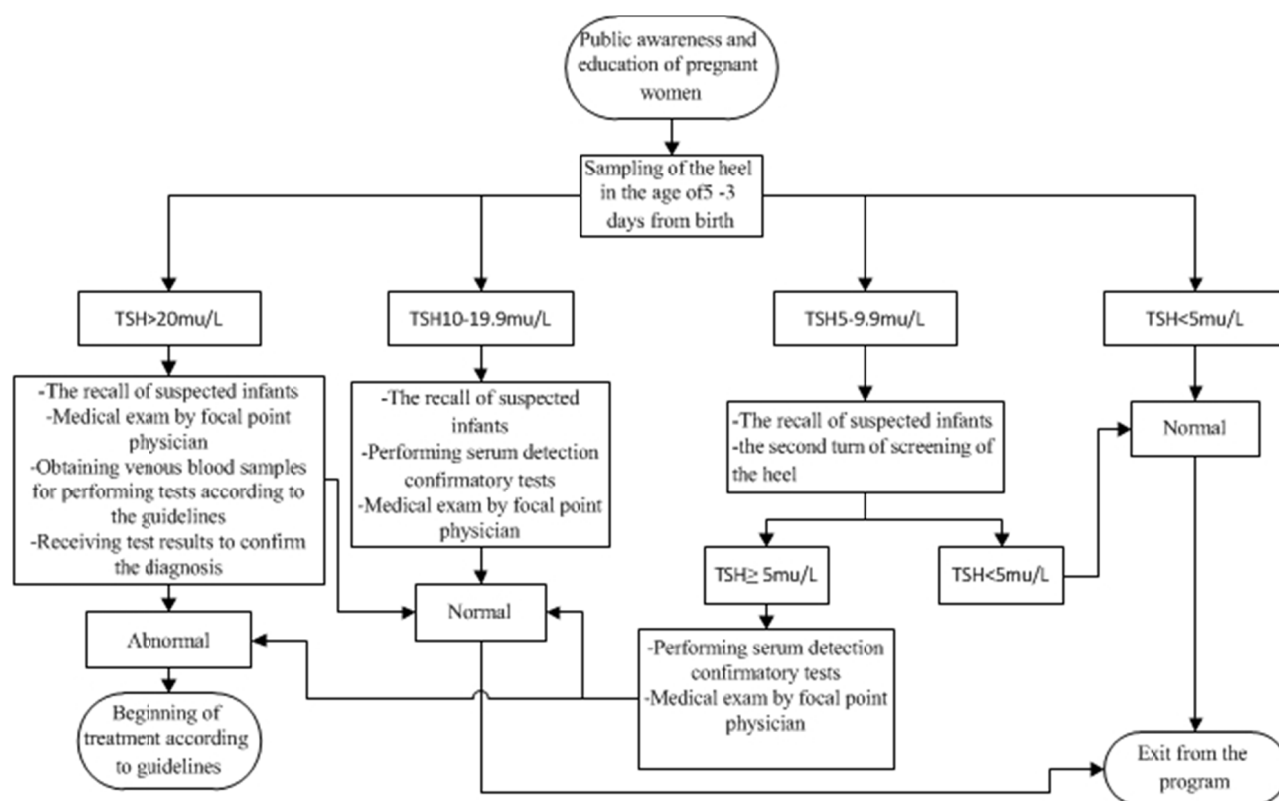 Public awareness and
education of pregnant
women
Sampling of the heel
in the age of5 -3
days from birth
TSH>20mu/L
TSH10-19.9mu/L
TSH5-9.9mu/L
TSH<5mu/L
-The recall of suspected infants
-Medical exam by focal point
physician
-Obtaining venous blood samples
for performing tests according to
the guidelines
-Receiving test results to confirm
the diagnosis
-The recall of suspected
infants
-Performing serum detection
confirmatory tests
-Medical exam by focal point
physician
-The recall of suspected infants
-the second turn of screening of
the heel
Normal
TSH≥ 5mu/L
TSH<5mu/L
Abnormal
Normal
-Performing serum detection
confirmatory tests
-Medical exam by focal point
physician
Beginning of
treatment according
to guidelines
Exit from the
program